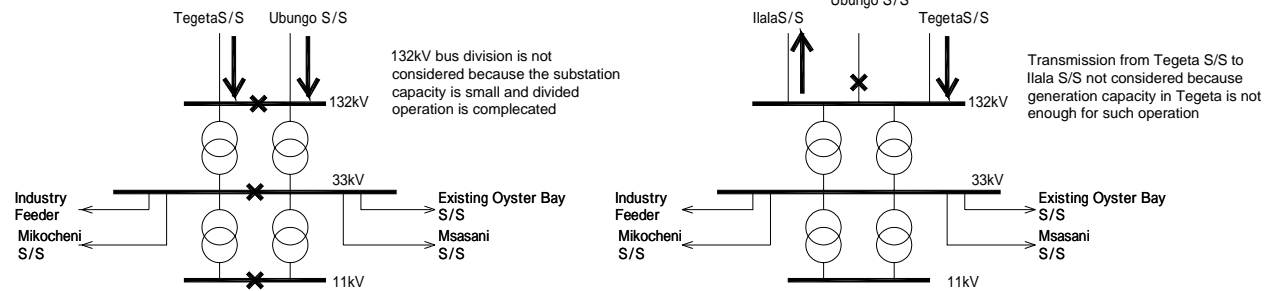 TegetaS/S
Ubungo S/S
132kV bus division is not
considered because the substation
capacity is small and divided
operation is complecated
132kV
33kV
Industry
Feeder
Mikocheni
S/S
Existing Oyster Bay
S/S
Msasani
S/S
11kV
Ubungo S/S
IlalaS/S
TegetaS/S
Transmission from Tegeta S/S to
Ilala S/S not considered because
generation capacity in Tegeta is not
enough for such operation
132kV
33kV
Industry
Feeder
Mikocheni
S/S
Existing Oyster Bay
S/S
Msasani
S/S
11kV